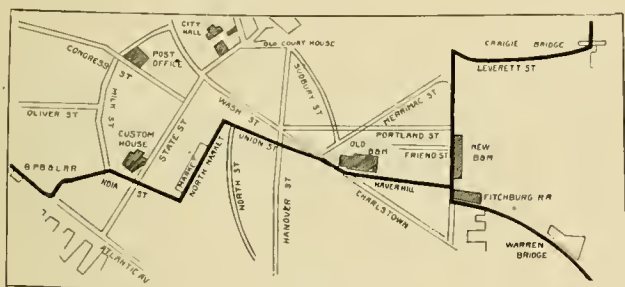 CITY
HALL
OLD COURT HOUSE
CONGRESS
ST
POST
OFFICE
SUDBURY ST
CRAIGIE BRIDGE
LEVERETT ST
MERRIMAC ST
MILK ST
OLIVER ST
CUSTOM
HOUSE
STATE ST
WASH ST
UNION ST
PORTLAND ST
FRIEND ST
OLD
B&M
NEW
B&M
B P B & L R R
INDIA
ST
MARKET
NORTH MARKET
NORTH ST
HANOVER ST
HAVERHILL
CHARLSTOWN
FITCHBURG RR
ATLANTIC AV
WARREN
BRIDGE